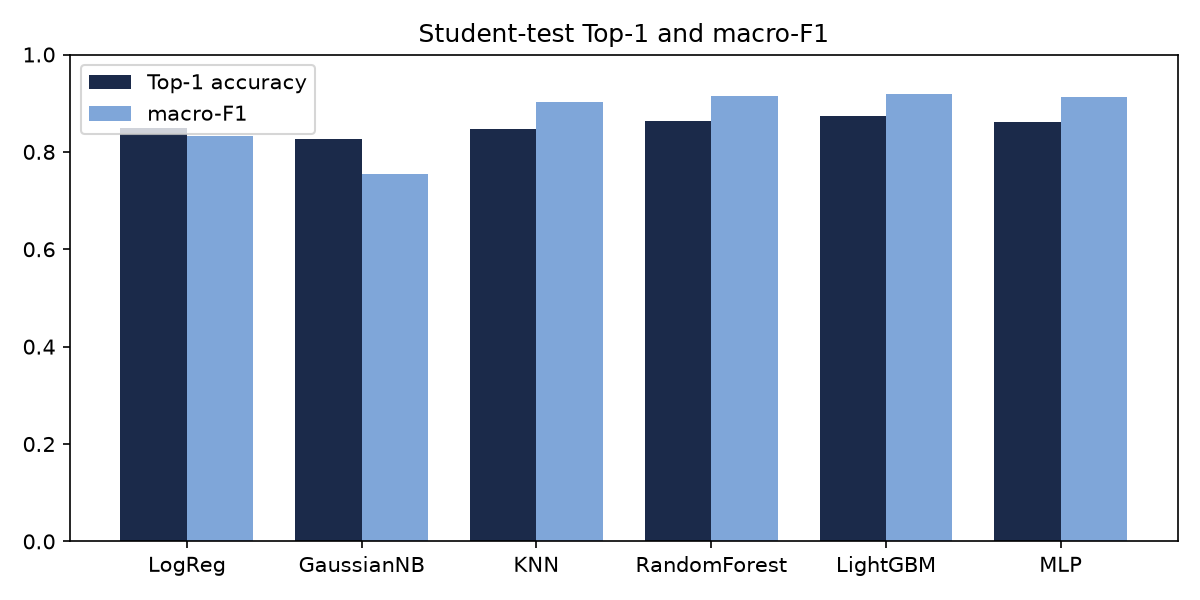 Student-test Top-1 and macro-F1
1.0
0.8
0.6
0.4
0.2
0.0
Top-1 accuracy
macro-F1
LogReg GaussianNB KNN RandomForest LightGBM MLP